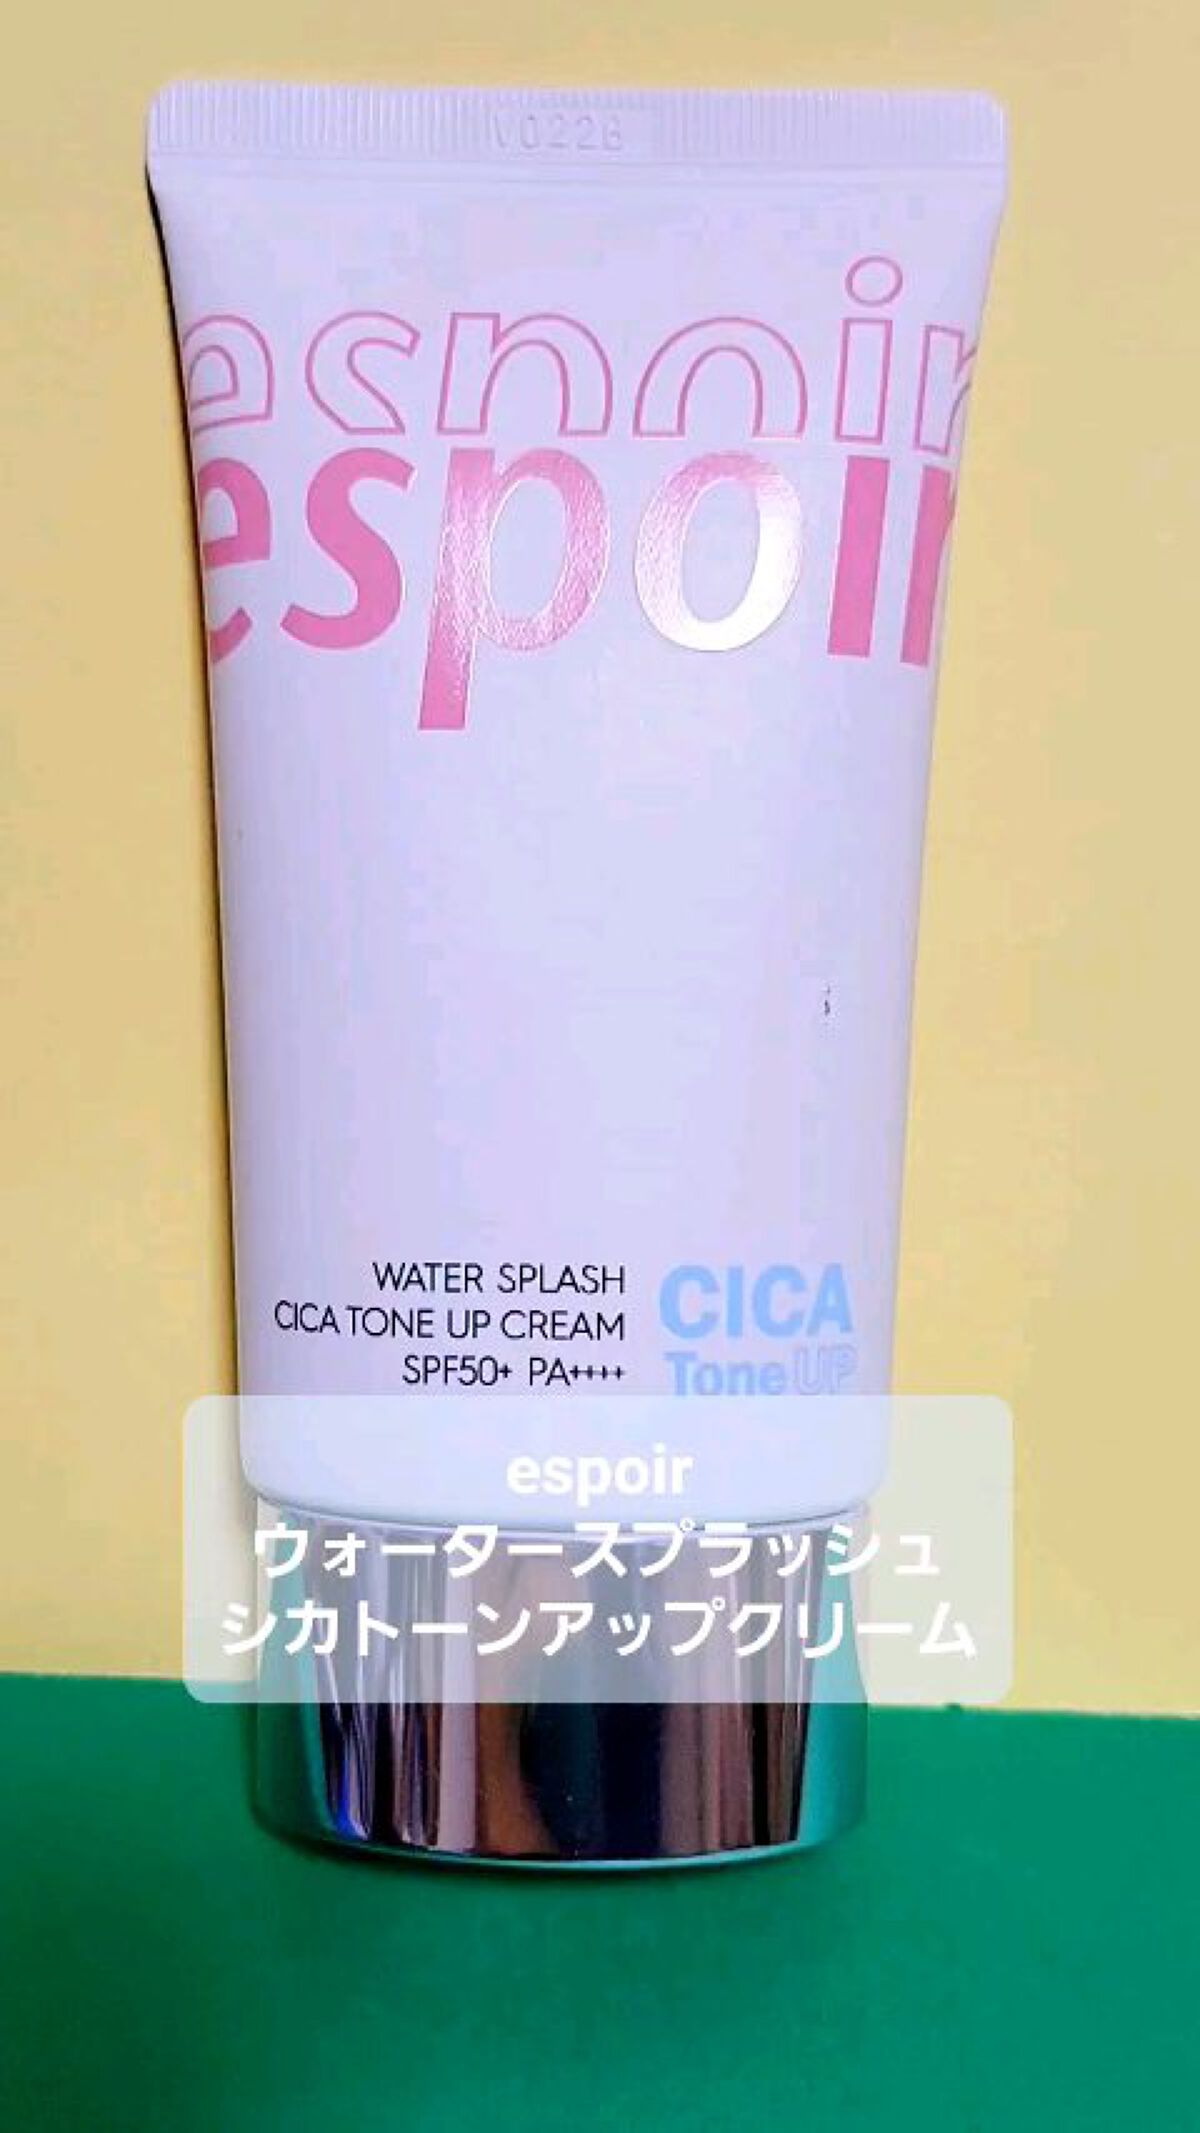 V0228
espoir
espoir
WATER SPLASH
CICA TONE UP CREAM
SPF50+ PA++++
CICA
Tone UP
espoir
ウォータースプラッシュ
シカトーンアップクリーム